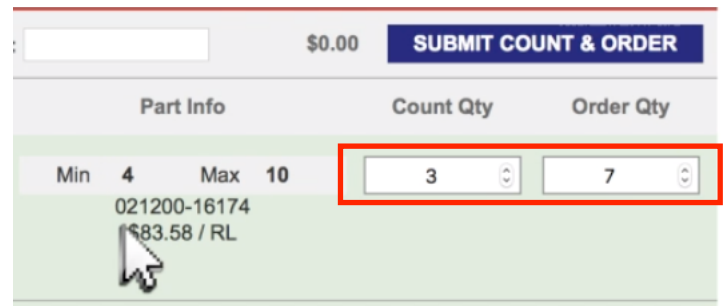 : $0.00 SUBMIT COUNT & ORDER
Part Info Count Qty Order Qty
Min 4 Max 10 3 7
021200-16174
$83.58 / RL